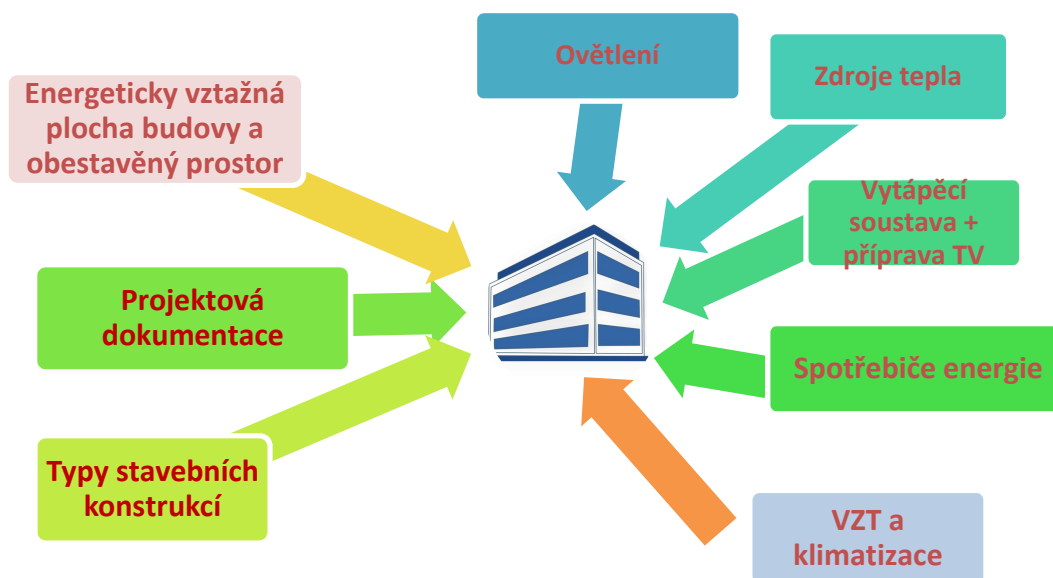 Ovětlení
Zdroje tepla
Energeticky vztažná
plocha budovy a
obestavěný prostor
Vytápěcí
soustava +
příprava TV
Projektová
dokumentace
Spotřebiče energie
Typy stavebních
konstrukcí
VZT a
klimatizace